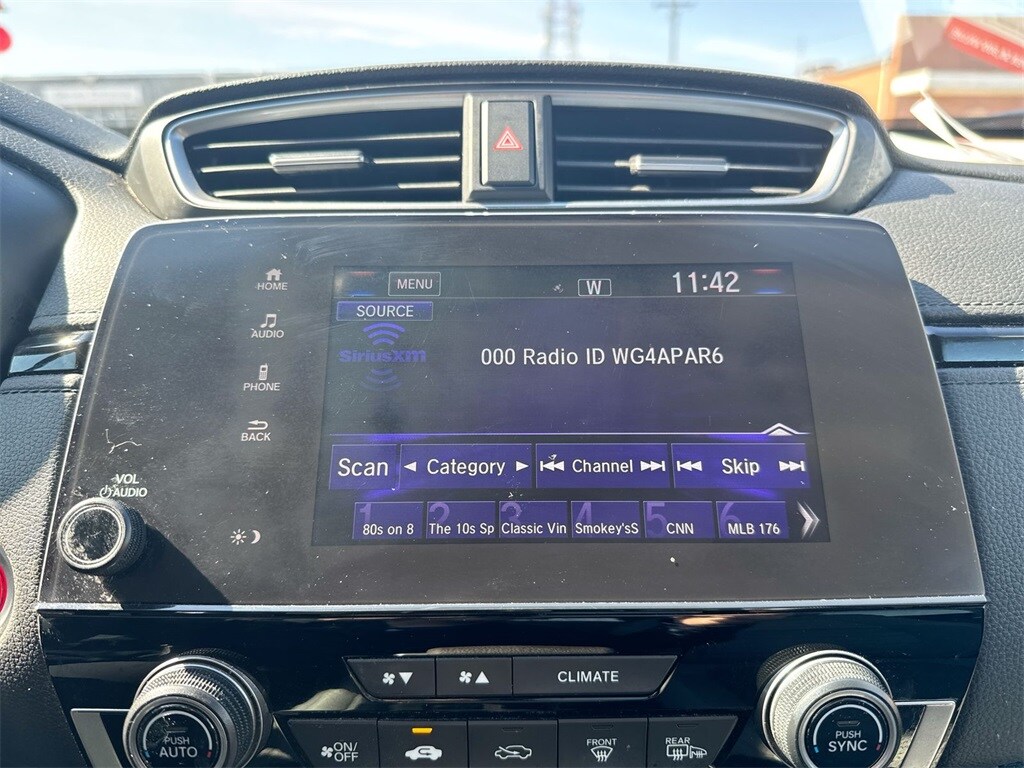 MENU
W
11:42
HOME
SOURCE
SiriusXM
AUDIO
000 Radio ID WG4APAR6
PHONE
BACK
Scan Category Channel Skip
VOL
AUDIO
1 2 3 4 5 6
80s on 8 The 10s Sp Classic Vin Smokey'sS CNN MLB 176
CLIMATE
PUSH
AUTO
ON/
OFF
FRONT
REAR
PUSH
SYNC